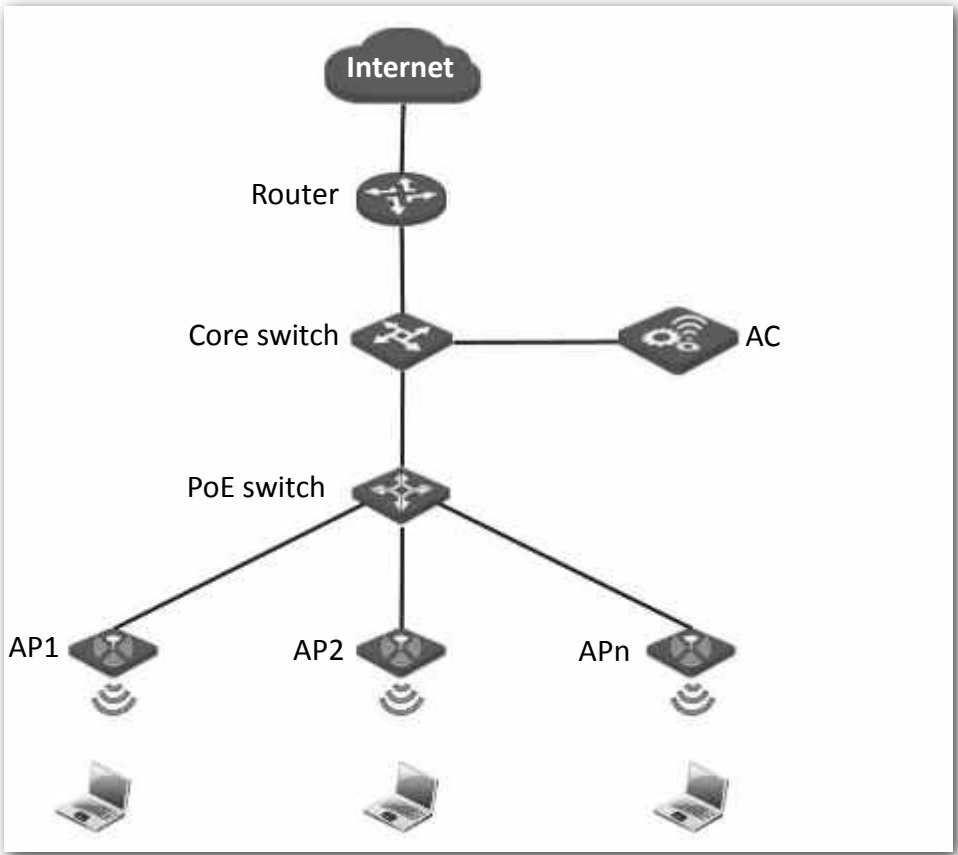 Internet
Router
Core switch
AC
PoE switch
AP1
AP2
APn